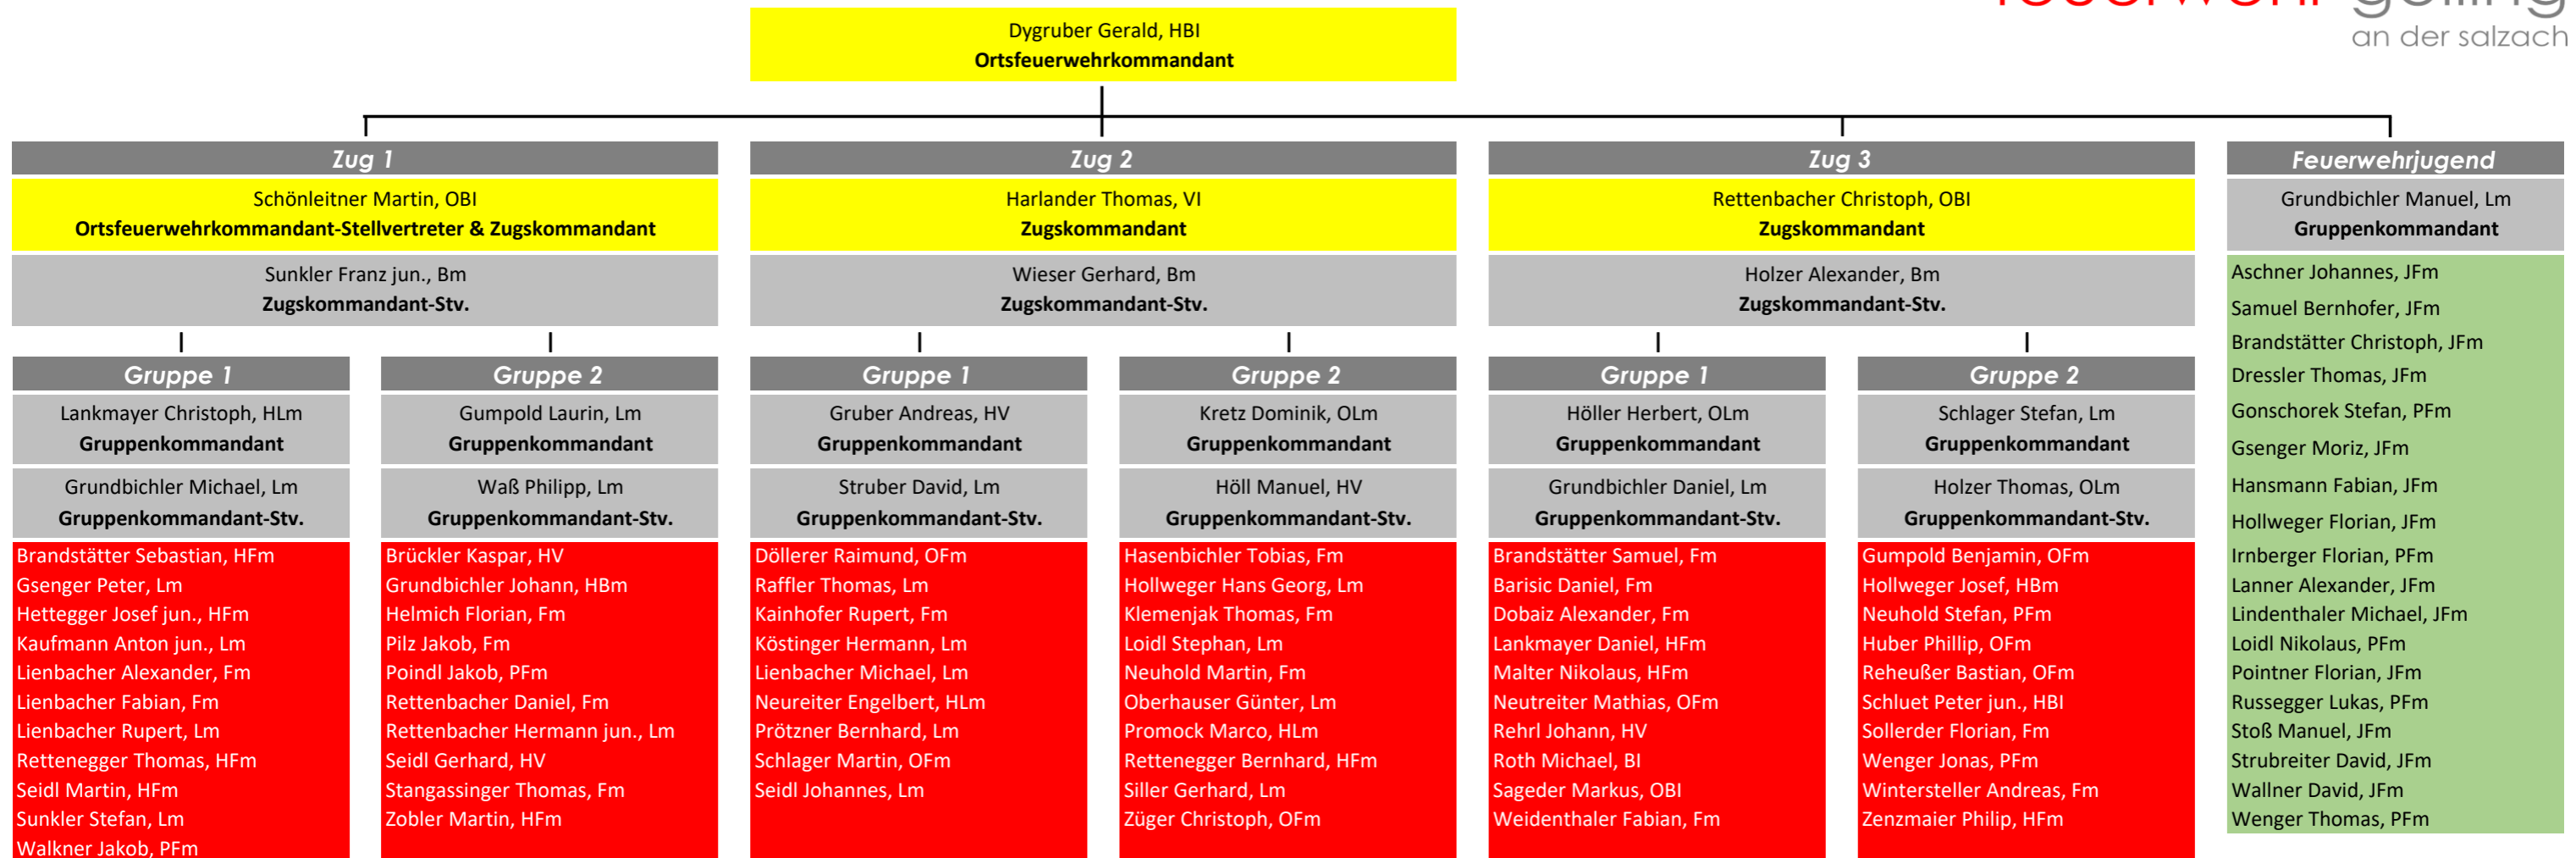 feuerwehr golling
an der salzach
Dygruber Gerald, HBI
Ortsfeuerwehrkommandant
Zug 1
Schönleitner Martin, OBI
Ortsfeuerwehrkommandant-Stellvertreter & Zugskommandant
Sunkler Franz jun., Bm
Zugskommandant-Stv.
Gruppe 1
Lankmayer Christoph, HLm
Gruppenkommandant
Grundbichler Michael, Lm
Gruppenkommandant-Stv.
Brandstätter Sebastian, HFm
Gsenger Peter, Lm
Hettegger Josef jun., HFm
Kaufmann Anton jun., Lm
Lienbacher Alexander, Fm
Lienbacher Fabian, Fm
Lienbacher Rupert, Lm
Rettenegger Thomas, HFm
Seidl Martin, HFm
Sunkler Stefan, Lm
Walkner Jakob, PFm
Gruppe 2
Gumpold Laurin, Lm
Gruppenkommandant
Waß Philipp, Lm
Gruppenkommandant-Stv.
Brückler Kaspar, HV
Grundbichler Johann, HBm
Helmich Florian, Fm
Pilz Jakob, Fm
Poindl Jakob, PFm
Rettenbacher Daniel, Fm
Rettenbacher Hermann jun., Lm
Seidl Gerhard, HV
Stangassinger Thomas, Fm
Zobler Martin, HFm
Zug 2
Harlander Thomas, VI
Zugskommandant
Wieser Gerhard, Bm
Zugskommandant-Stv.
Gruppe 1
Gruber Andreas, HV
Gruppenkommandant
Struber David, Lm
Gruppenkommandant-Stv.
Döllerer Raimund, OFm
Raffler Thomas, Lm
Kainhofer Rupert, Fm
Köstinger Hermann, Lm
Lienbacher Michael, Lm
Neureiter Engelbert, HLm
Prötzner Bernhard, Lm
Schlager Martin, OFm
Seidl Johannes, Lm
Gruppe 2
Kretz Dominik, OLm
Gruppenkommandant
Höll Manuel, HV
Gruppenkommandant-Stv.
Hasenbichler Tobias, Fm
Hollweger Hans Georg, Lm
Klemenjak Thomas, Fm
Loidl Stephan, Lm
Neuhold Martin, Fm
Oberhauser Günter, Lm
Promock Marco, HLm
Rettenegger Bernhard, HFm
Siller Gerhard, Lm
Züger Christoph, OFm
Zug 3
Rettenbacher Christoph, OBI
Zugskommandant
Holzer Alexander, Bm
Zugskommandant-Stv.
Gruppe 1
Höller Herbert, OLm
Gruppenkommandant
Grundbichler Daniel, Lm
Gruppenkommandant-Stv.
Brandstätter Samuel, Fm
Barisic Daniel, Fm
Dobaiz Alexander, Fm
Lankmayer Daniel, HFm
Malter Nikolaus, HFm
Neutreiter Mathias, OFm
Rehrl Johann, HV
Roth Michael, BI
Sageder Markus, OBI
Weidenthaler Fabian, Fm
Gruppe 2
Schlager Stefan, Lm
Gruppenkommandant
Holzer Thomas, OLm
Gruppenkommandant-Stv.
Gumpold Benjamin, OFm
Hollweger Josef, HBm
Neuhold Stefan, PFm
Huber Phillip, OFm
Reheußer Bastian, OFm
Schluet Peter jun., HBI
Sollerder Florian, Fm
Wenger Jonas, PFm
Wintersteller Andreas, Fm
Zenzmaier Philip, HFm
Feuerwehrjugend
Grundbichler Manuel, Lm
Gruppenkommandant
Aschner Johannes, JFm
Samuel Bernhofer, JFm
Brandstätter Christoph, JFm
Dressler Thomas, JFm
Gonschorek Stefan, PFm
Gsenger Moriz, JFm
Hansmann Fabian, JFm
Hollweger Florian, JFm
Irnberger Florian, PFm
Lanner Alexander, JFm
Lindenthaler Michael, JFm
Loidl Nikolaus, PFm
Pointner Florian, JFm
Russegger Lukas, PFm
Stoß Manuel, JFm
Strubreiter David, JFm
Wallner David, JFm
Wenger Thomas, PFm